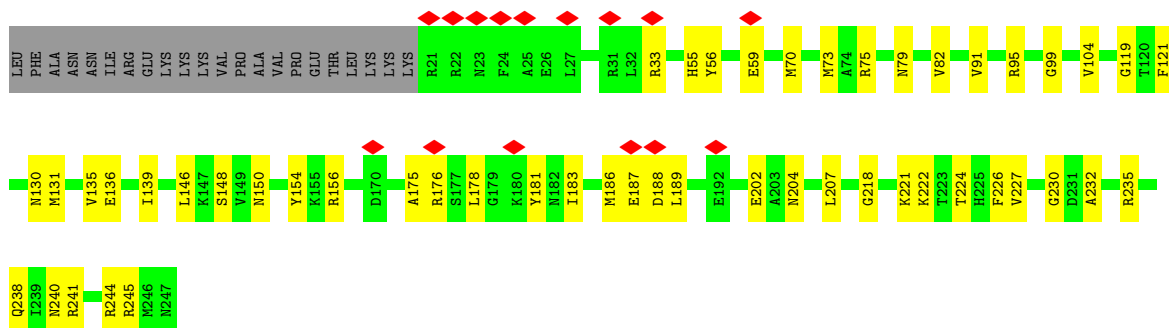 LEU PHE ALA ASN ASN ILE ARG GLU LYS LYS LYS VAL PRO ALA VAL PRO GLU THR LEU LYS LYS LYS R21 R22 N23 F24 A25 E26 L27 R31 L32 R33 H55 Y56 E59 M70 M73 A74 R75 N79 V82 V91 R95 G99 V104 G119 T120 F121
N130 M131 V135 E136 I139 L146 K147 S148 V149 N150 Y154 K155 R156 D170 A175 R176 S177 L178 G179 K180 Y181 N182 I183 M186 E187 D188 L189 E192 E202 A203 N204 L207 G218 K221 K222 T223 T224 H225 F226 V227 G230 D231 A232 R235
Q238 I239 N240 R241 R244 R245 M246 N247